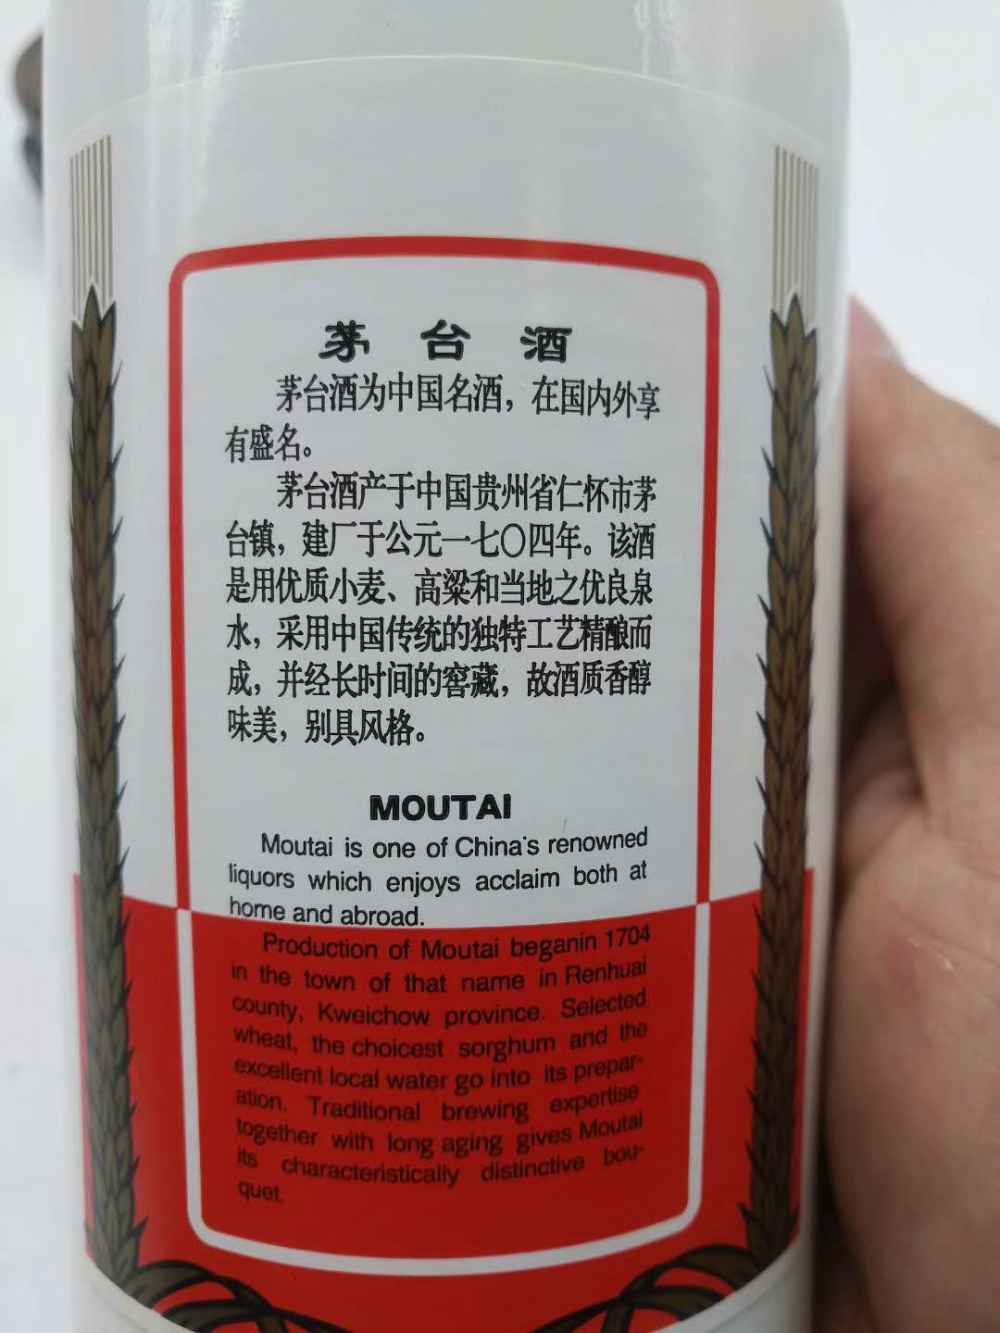 茅台酒
茅台酒为中国名酒，在国内外享
有盛名。
茅台酒产于中国贵州省仁怀市茅
台镇，建厂于公元一七〇四年。该酒
是用优质小麦、高粱和当地之优良泉
水，采用中国传统的独特工艺精酿而
成，并经长时间的窖藏，故酒质香醇
味美，别具风格。
MOUTAI
Moutai is one of China's renowned
liquors which enjoys acclaim both at
home and abroad.
Production of Moutai beganin 1704
in the town of that name in Renhuai
county, Kweichow province. Selected
wheat, the choicest sorghum and the
excellent local water go into its prepar-
ation. Traditional brewing expertise
together with long aging gives Moutai
its characteristically distinctive bou-
quet.